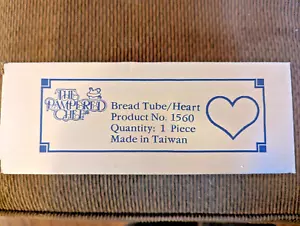 THE
PAMPERED
CHEF
Bread Tube/Heart
Product No. 1560
Quantity: 1 Piece
Made in Taiwan